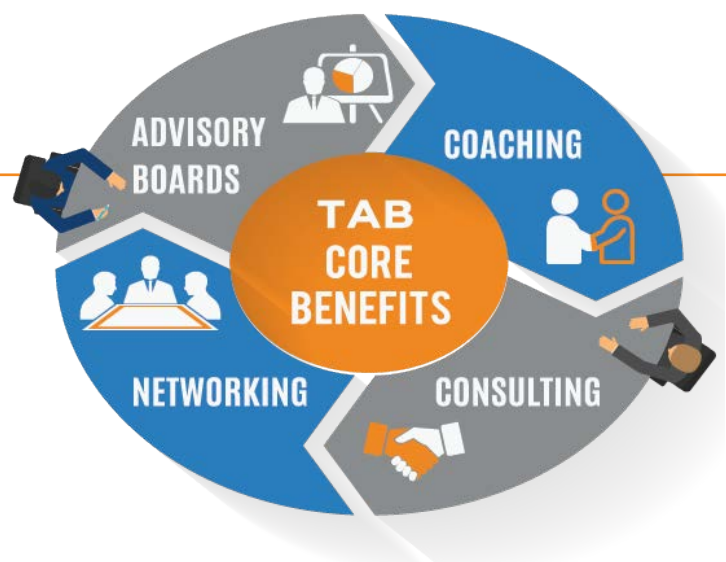 ADVISORY
BOARDS
COACHING
TAB
CORE
BENEFITS
NETWORKING
CONSULTING